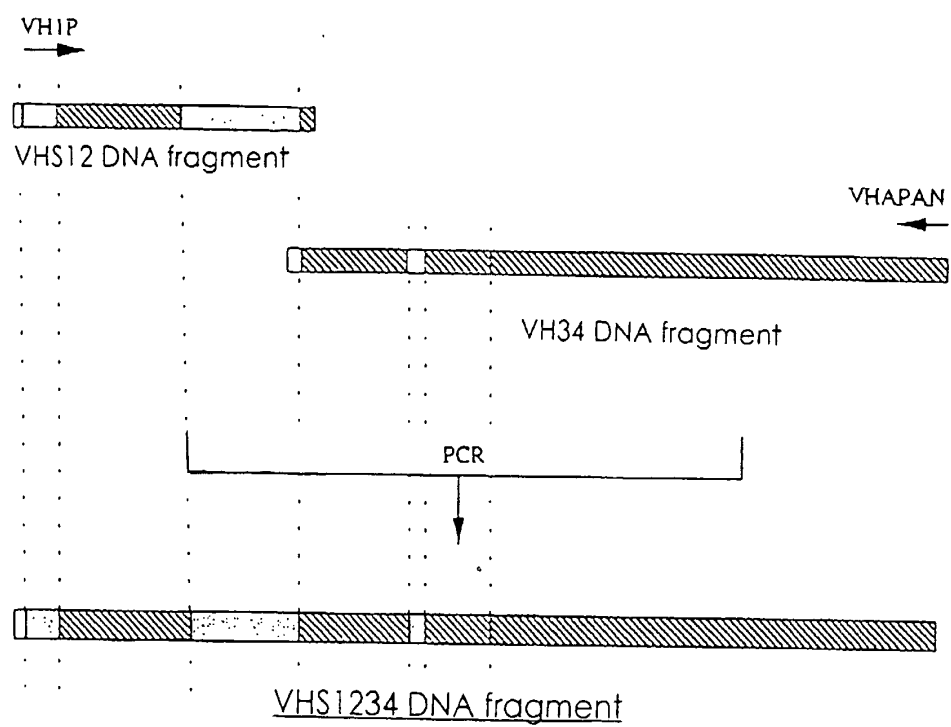 VH1P
VHS12 DNA fragment
VHAPAN
VH34 DNA fragment
PCR
VHS1234 DNA fragment